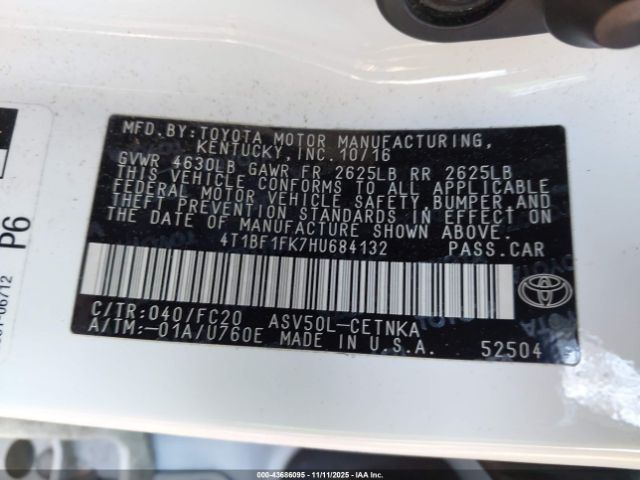 MFD.BY:TOYOTA MOTOR MANUFACTURING,
KENTUCKY,INC.10/16
GVWR 4630LB GAWR FR 2625LB RR 2625LB
THIS VEHICLE CONFORMS TO ALL APPLICABLE
FEDERAL MOTOR VEHICLE SAFETY,BUMPER,AND
THEFT PREVENTION STANDARDS IN EFFECT ON
THE DATE OF MANUFACTURE SHOWN ABOVE.
4T1BF1FK7HU684132 PASS.CAR
C/TR:040/FC20 ASV50L-CETNKA
A/TM:-01A/U760E MADE IN U.S.A. 52504
P6
000-43686095 - 11/11/2025 - IAAI.COM